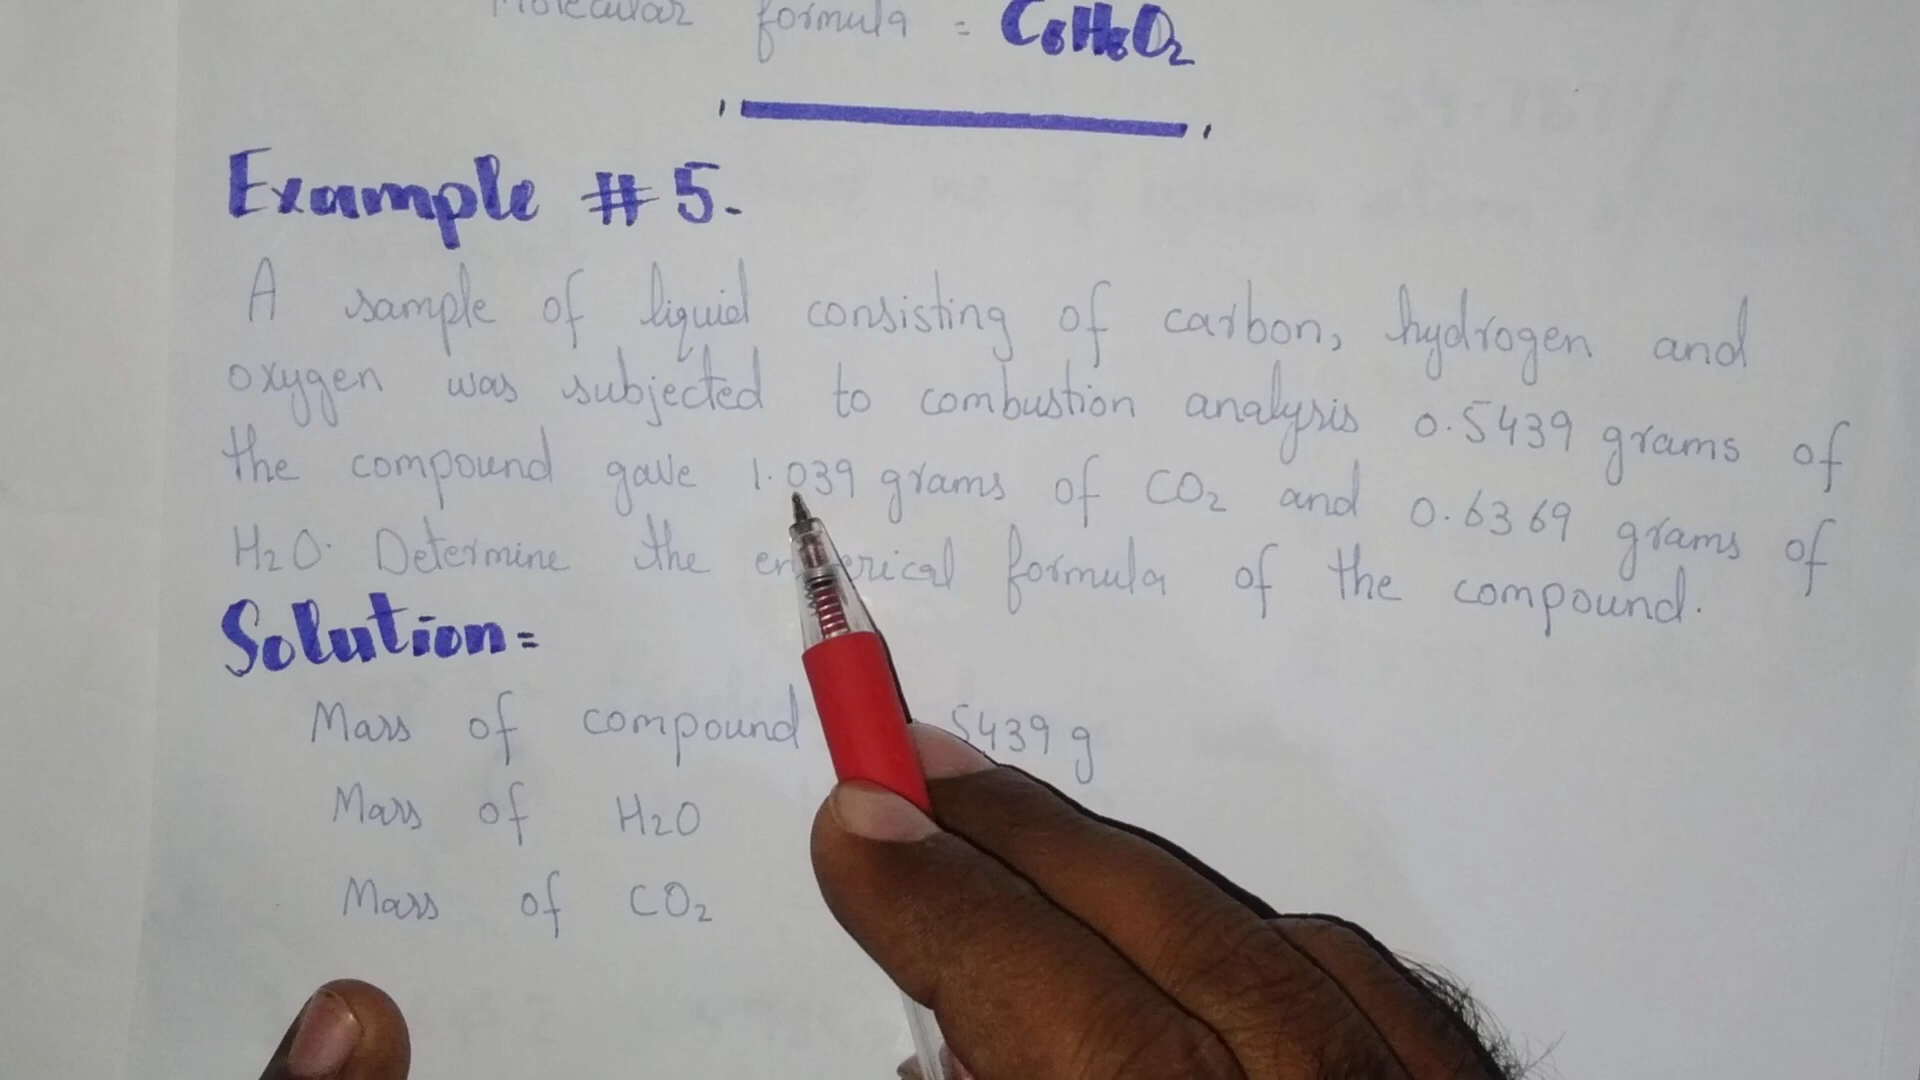 Molecular formula = C6H6O2
Example # 5.
A sample of liquid consisting of carbon, hydrogen and
oxygen was subjected to combustion analysis 0.5439 grams of
the compound gave 1.039 grams of CO2 and 0.6369 grams of
H2O. Determine the formula of the compound.
Solution=
Mass of compound 5439 g
Mass of H2O
Mass of CO2